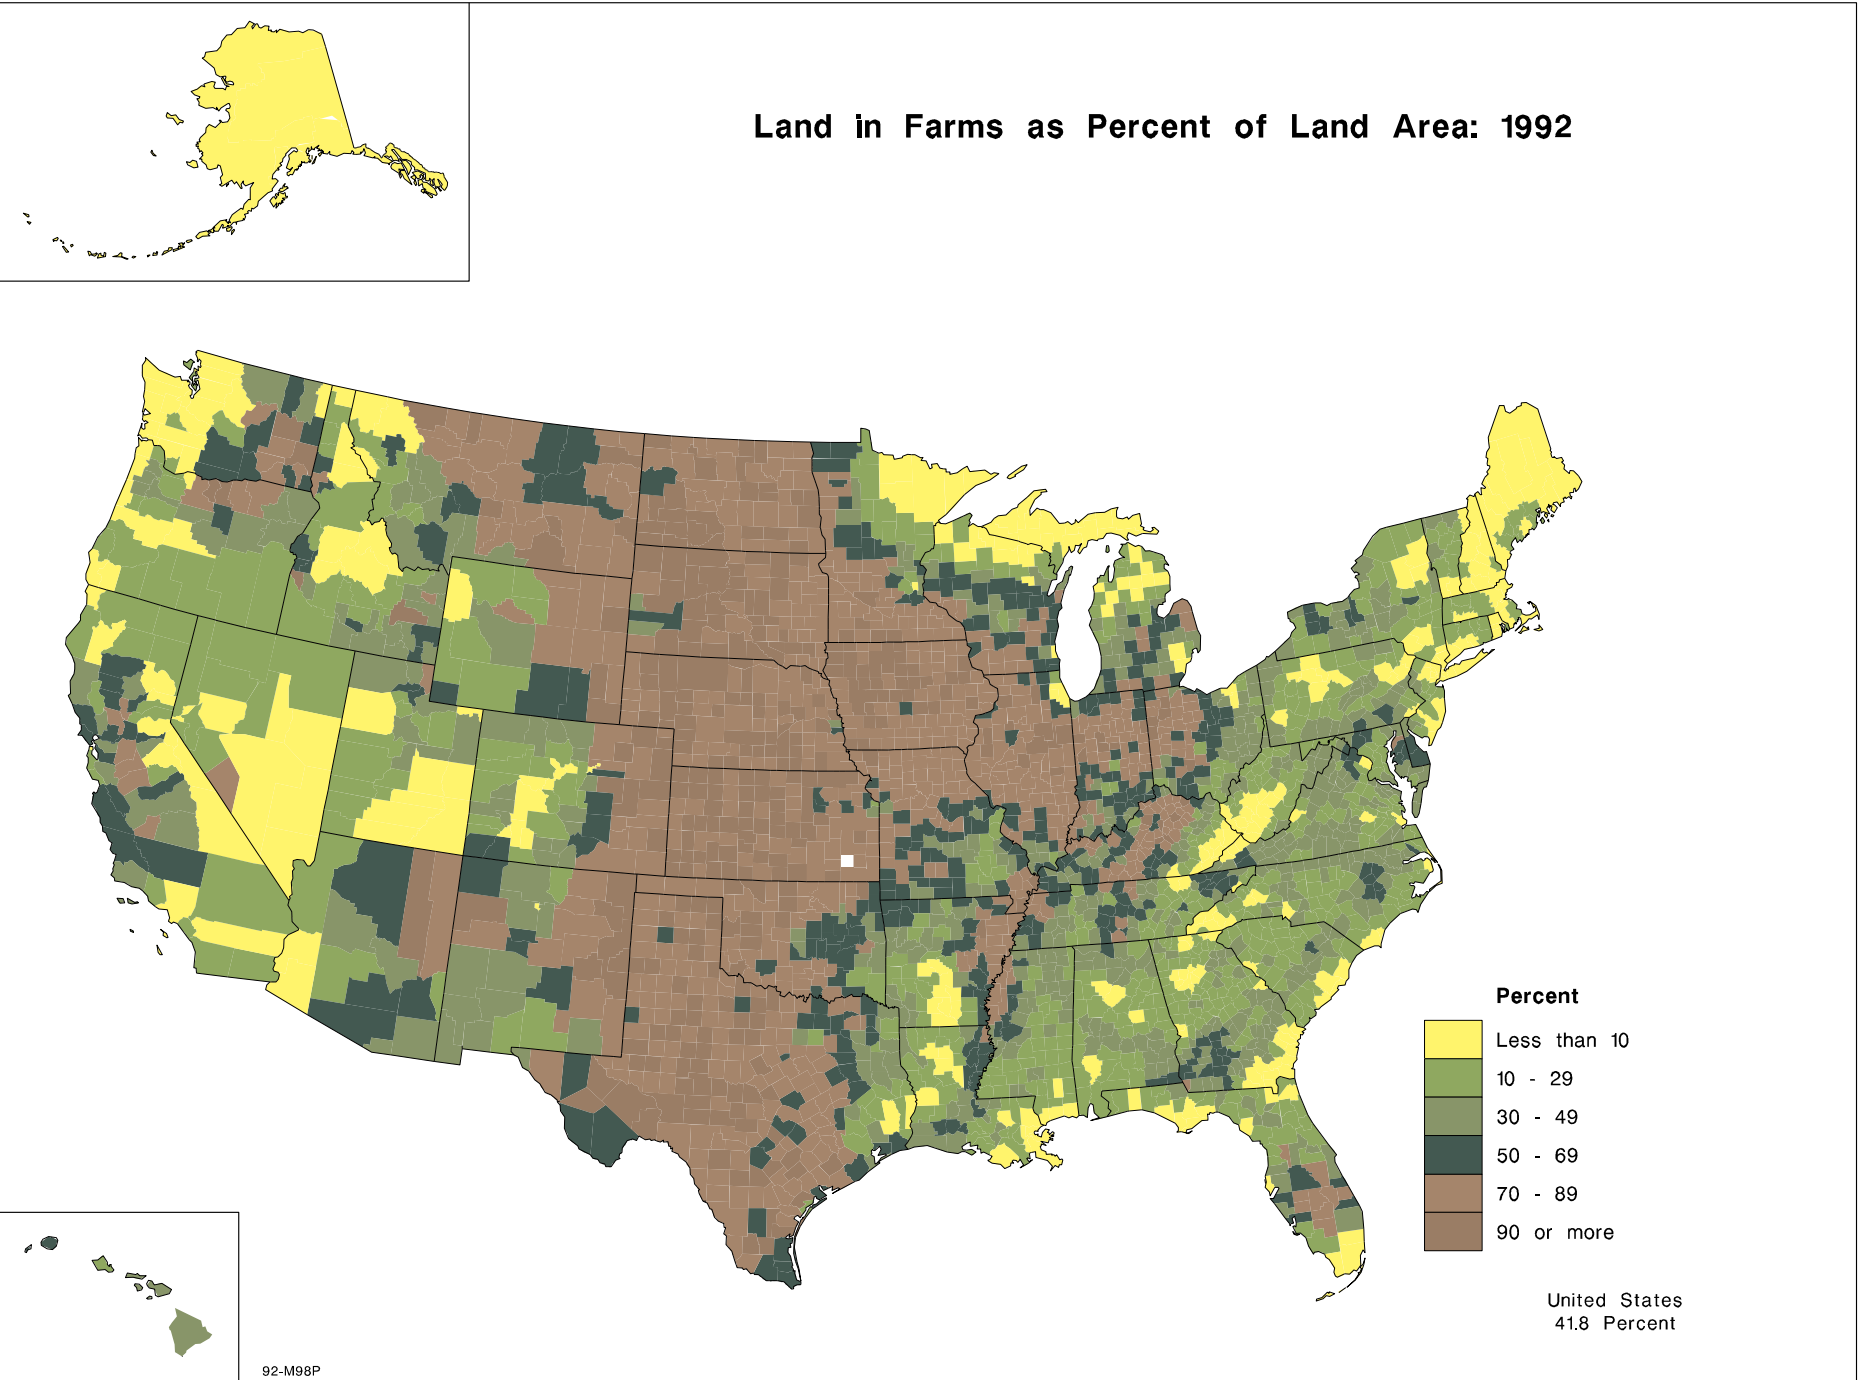 Land in Farms as Percent of Land Area: 1992
Percent
Less than 10
10 - 29
30 - 49
50 - 69
70 - 89
90 or more
United States
41.8 Percent
92-M98P